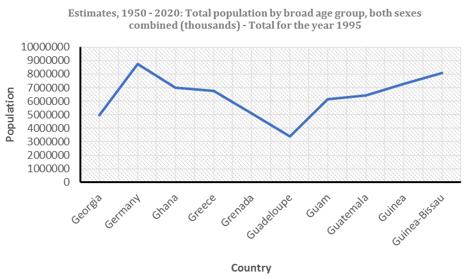 Estimates, 1950 - 2020: Total population by broad age group, both sexes
combined (thousands) - Total for the year 1995
10000000
9000000
8000000
7000000
6000000
5000000
4000000
3000000
2000000
1000000
0
Population
Georgia
Germany
Ghana
Greece
Grenada
Guadeloupe
Guam
Guatemala
Guinea
Guinea-Bissau
Country